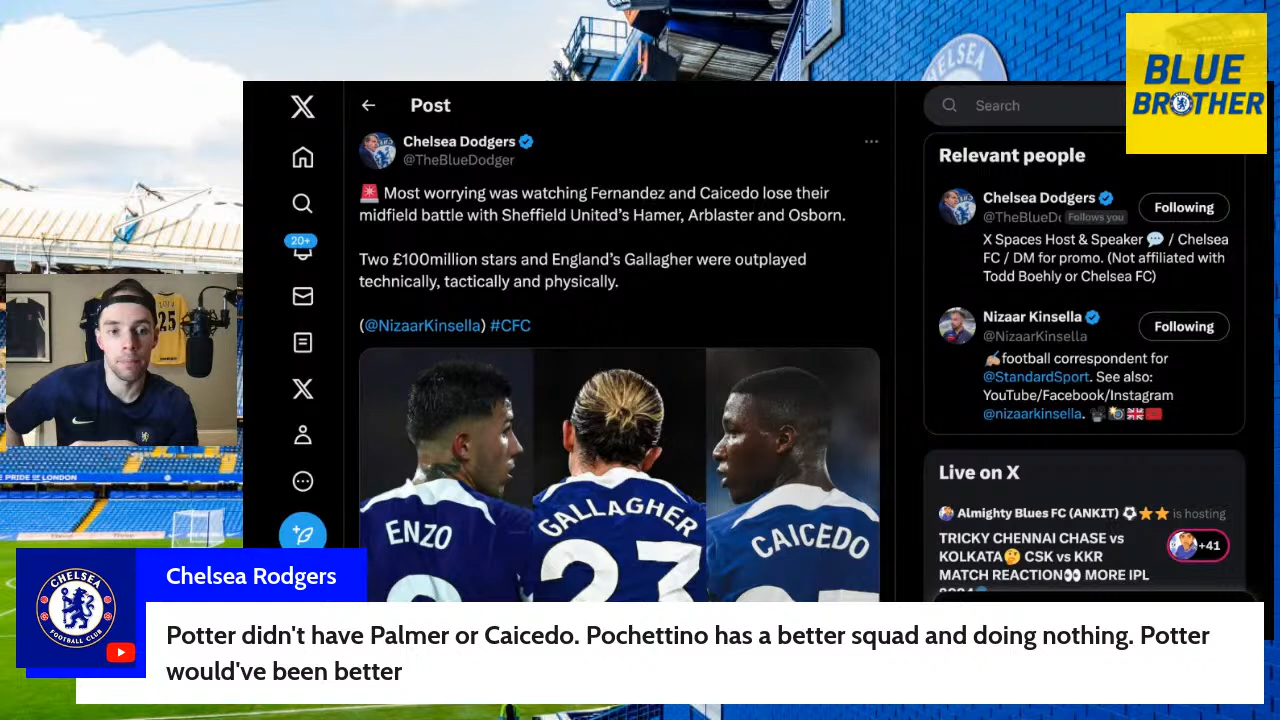 BLUE
BROTHER
Post
Search
Chelsea Dodgers
@TheBlueDodger
🚨 Most worrying was watching Fernandez and Caicedo lose their
midfield battle with Sheffield United's Hamer, Arblaster and Osborn.
Two £100million stars and England's Gallagher were outplayed
technically, tactically and physically.
(@NizaarKinsella) #CFC
ENZO
GALLAGHER
23
CAICEDO
20+
Relevant people
Chelsea Dodgers
@TheBlueDo Follows you
Following
X Spaces Host & Speaker 💬 / Chelsea
FC / DM for promo. (Not affiliated with
Todd Boehly or Chelsea FC)
Nizaar Kinsella
@NizaarKinsella
Following
✍🏼football correspondent for
@StandardSport. See also:
YouTube/Facebook/Instagram
@nizaarkinsella.
Live on X
Almighty Blues FC (ANKIT) ⚽⭐⭐ is hosting
TRICKY CHENNAI CHASE vs
KOLKATA🤔 CSK vs KKR
MATCH REACTION👀 MORE IPL
+41
CHELSEA
25
PRIDE OF LONDON
CHELSEA
FOOTBALL CLUB
Chelsea Rodgers
Potter didn't have Palmer or Caicedo. Pochettino has a better squad and doing nothing. Potter
would've been better